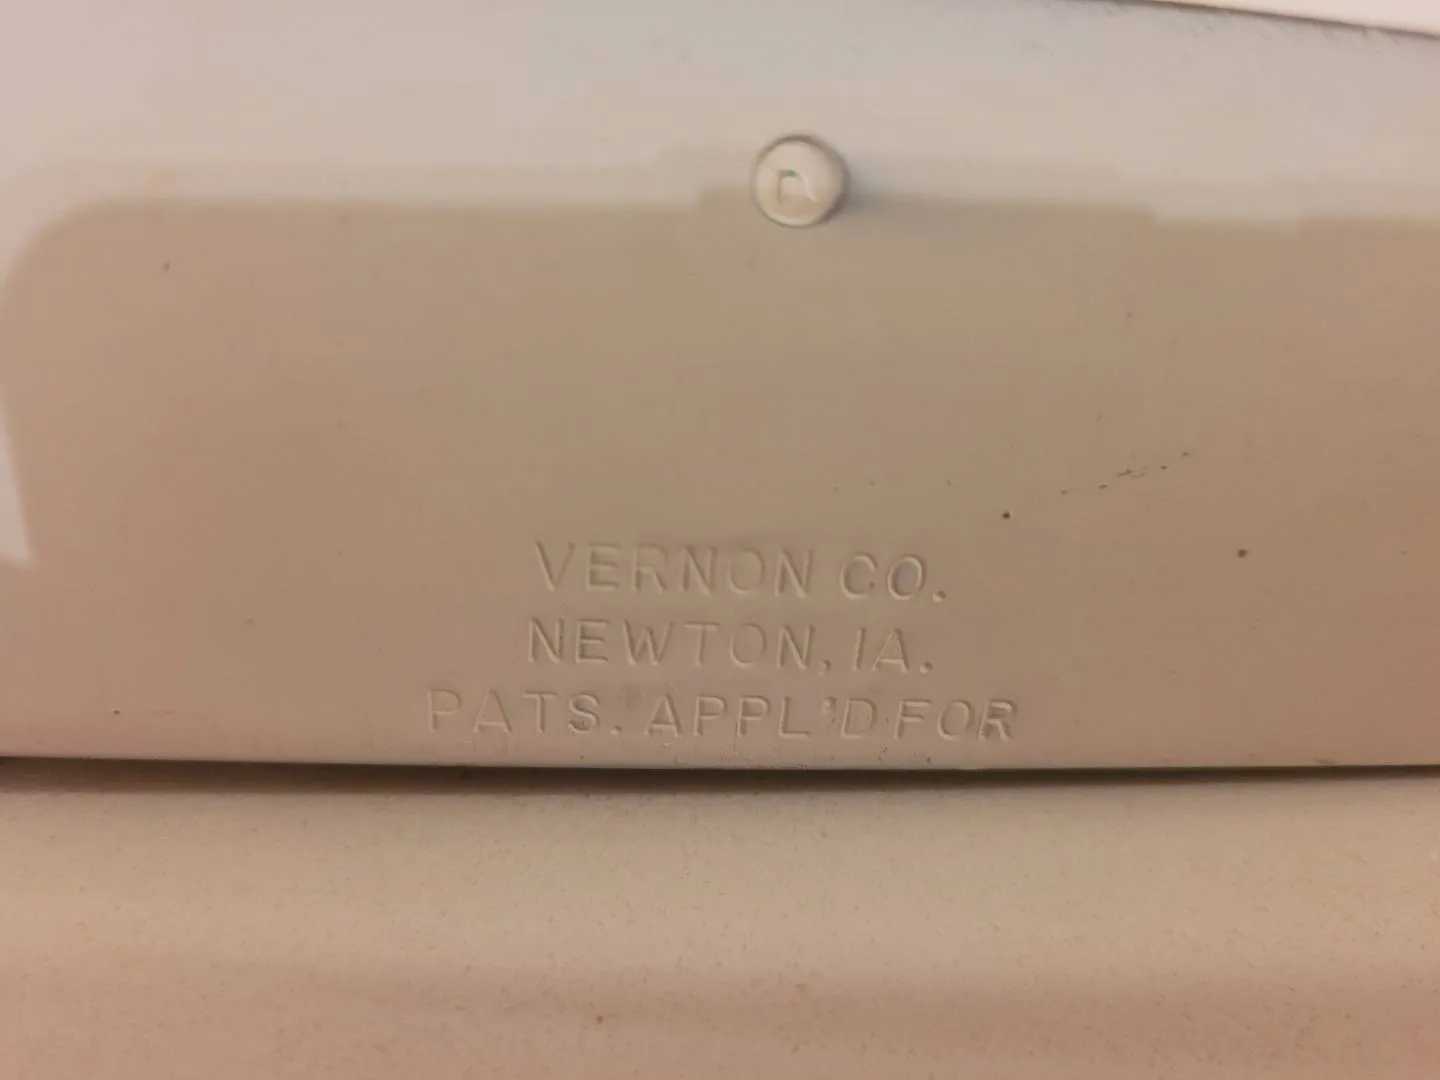 VERNON CO.
NEWTON, IA.
PATS. APPL'D FOR